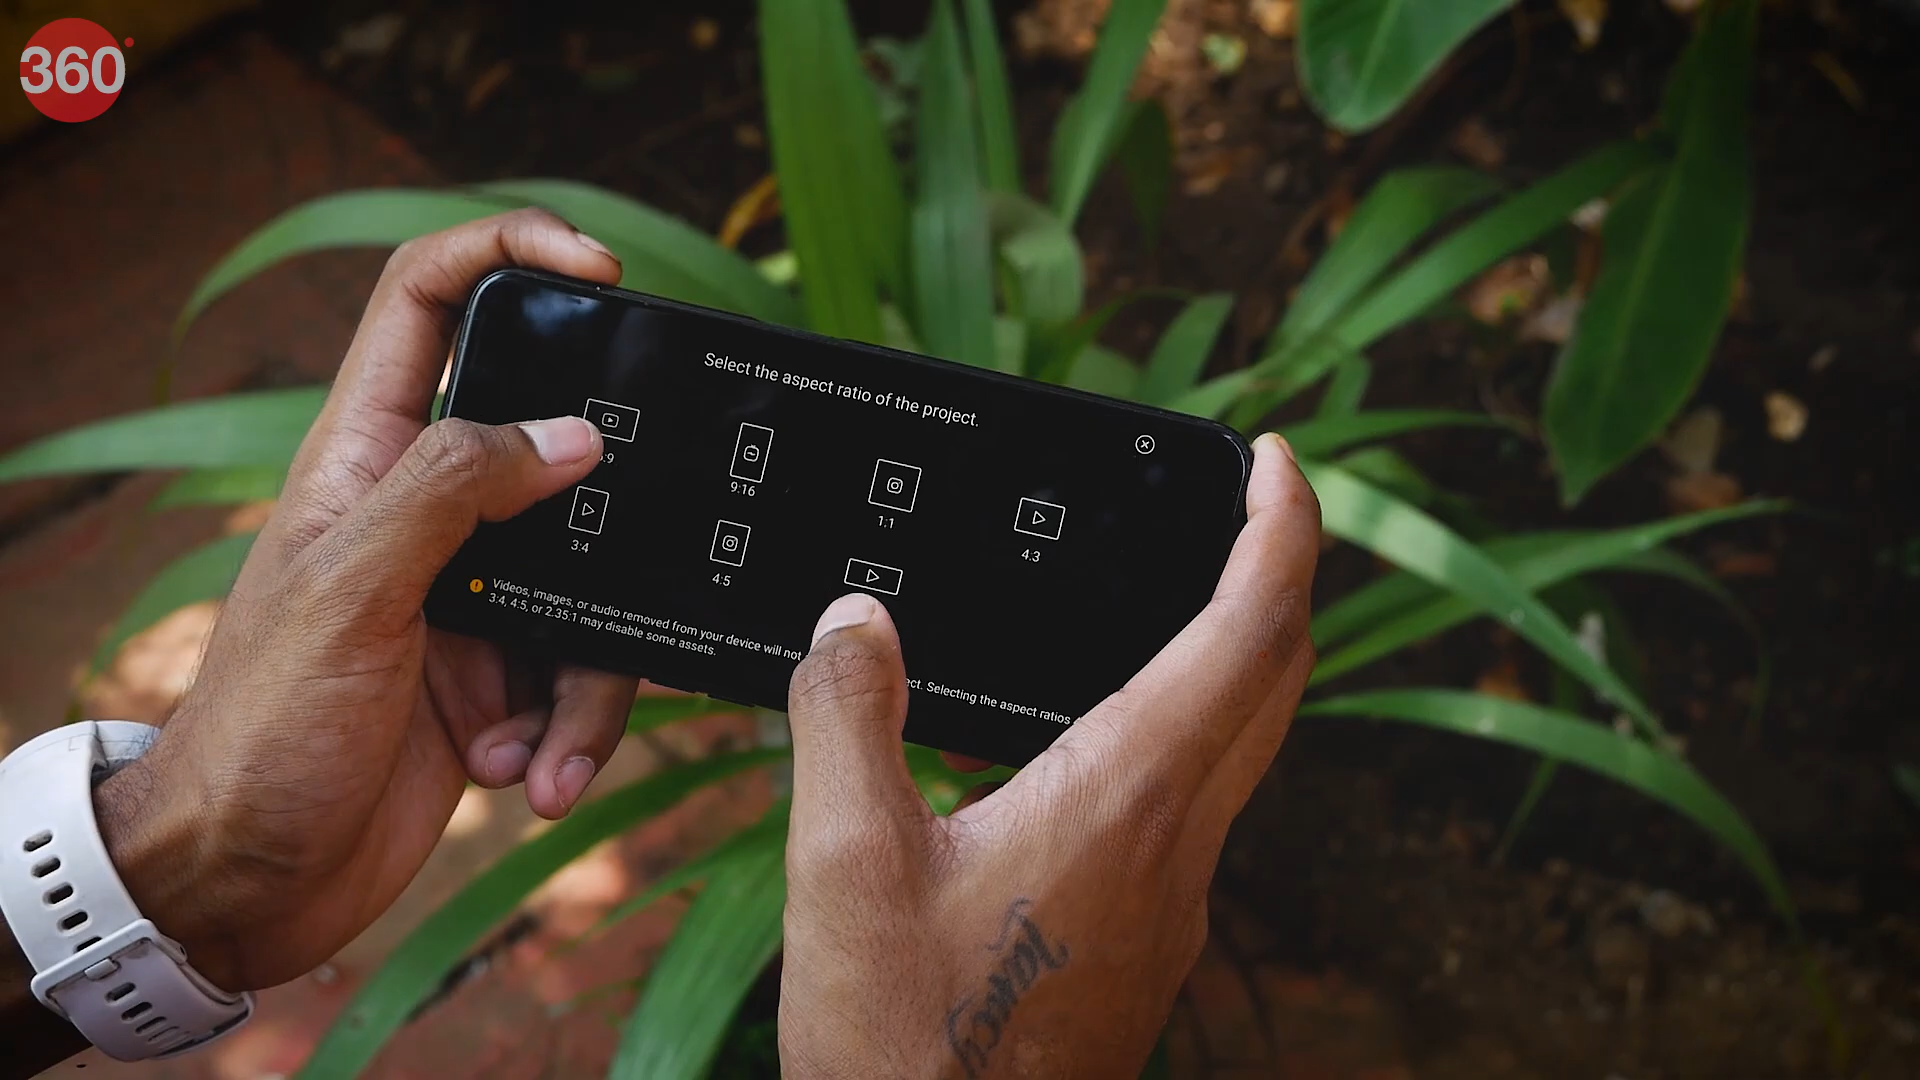 360
Select the aspect ratio of the project.
:9
9:16
1:1
4:3
3:4
4:5
Videos, images, or audio removed from your device will not
ect. Selecting the aspect ratios
3:4, 4:5, or 2.35:1 may disable some assets.